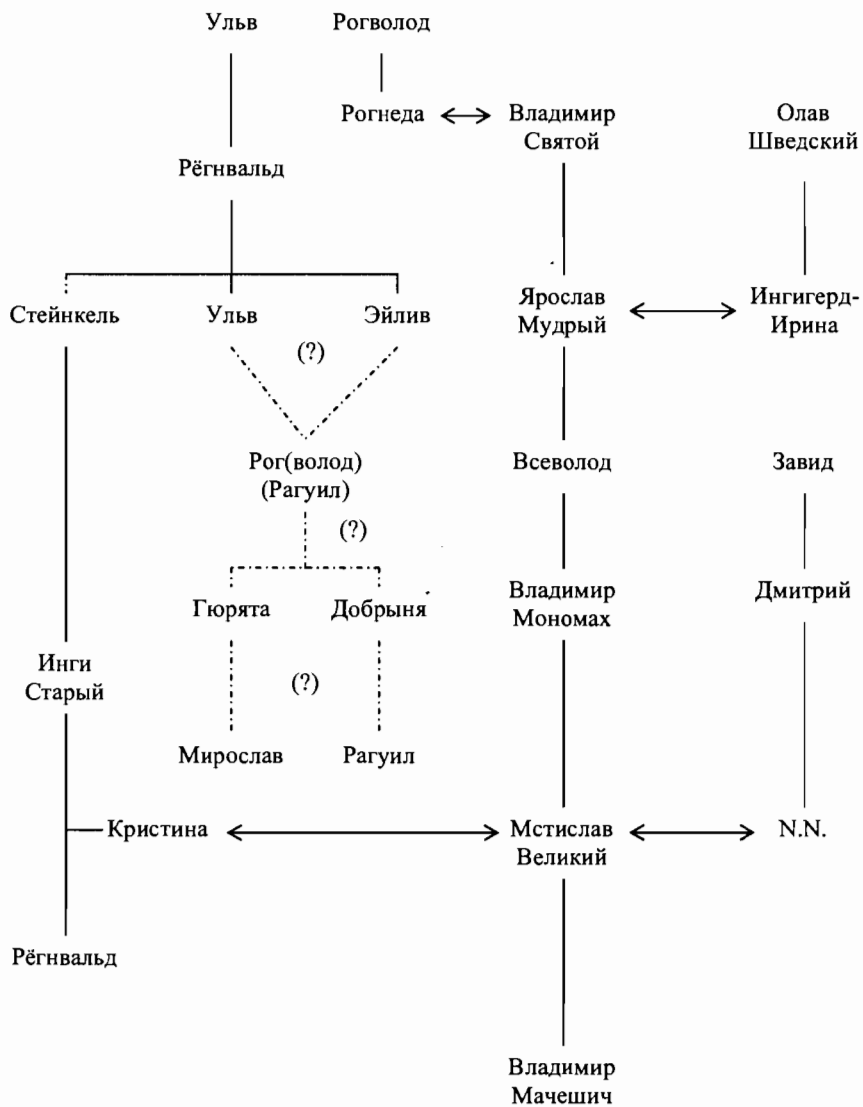 Ульв Рогволод
Рогнеда Владимир Олав
Святой Шведский
Рёгнвальд
Стейнкель Ульв Эйлив Ярослав Ингигерд-
Мудрый Ирина
(?)
Рог(волод) Всеволод Завид
(Рагуил)
(?)
Гюрята Добрыня Владимир Дмитрий
Мономах
Инги
Старый
(?)
Мирослав Рагуил
Кристина Мстислав N.N.
Великий
Рёгнвальд
Владимир
Мачешич